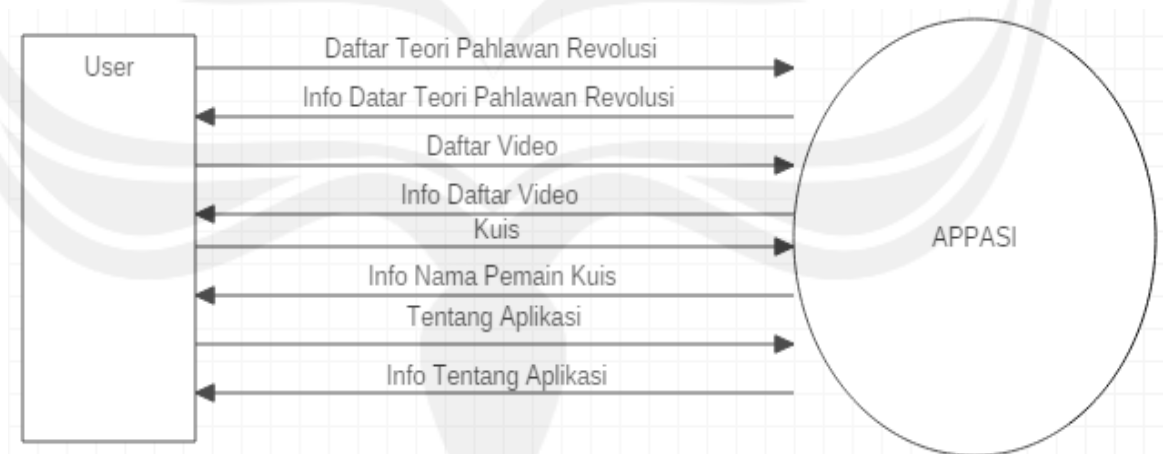 User
Daftar Teori Pahlawan Revolusi
Info Datar Teori Pahlawan Revolusi
Daftar Video
Info Daftar Video
Kuis
Info Nama Pemain Kuis
Tentang Aplikasi
Info Tentang Aplikasi
APPASI